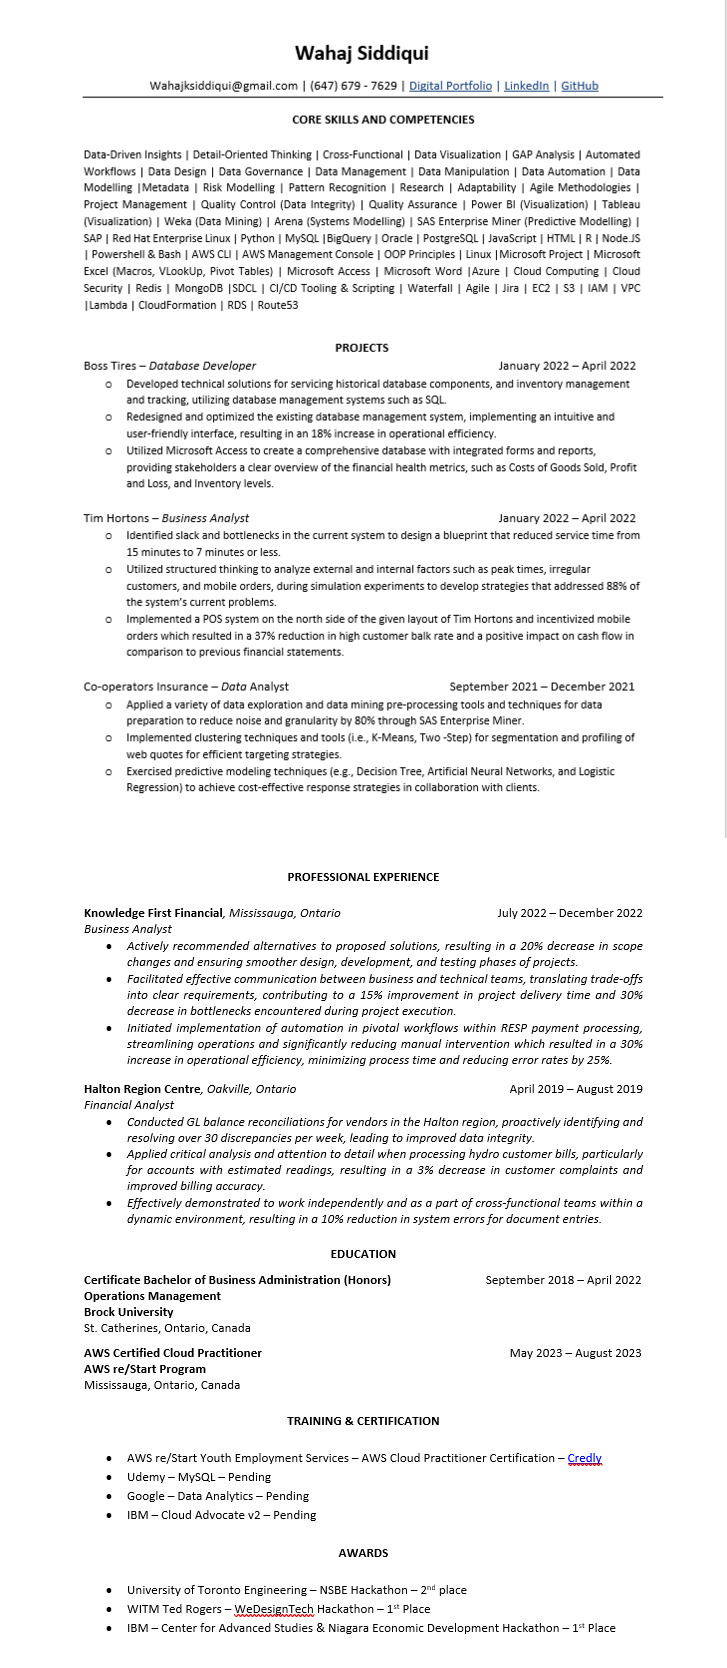 Wahaj Siddiqui
Wahajksiddiqui@gmail.com | (647) 679 - 7629 | Digital Portfolio | LinkedIn | GitHub
CORE SKILLS AND COMPETENCIES
Data-Driven Insights | Detail-Oriented Thinking | Cross-Functional | Data Visualization | GAP Analysis | Automated
Workflows | Data Design | Data Governance | Data Management | Data Manipulation | Data Automation | Data
Modelling |Metadata | Risk Modelling | Pattern Recognition | Research | Adaptability | Agile Methodologies |
Project Management | Quality Control (Data Integrity) | Quality Assurance | Power BI (Visualization) | Tableau
(Visualization) | Weka (Data Mining) | Arena (Systems Modelling) | SAS Enterprise Miner (Predictive Modelling) |
SAP | Red Hat Enterprise Linux | Python | MySQL |BigQuery | Oracle | PostgreSQL | JavaScript | HTML | R | Node.JS
| Powershell & Bash | AWS CLI | AWS Management Console | OOP Principles | Linux |Microsoft Project | Microsoft
Excel (Macros, VLookUp, Pivot Tables) | Microsoft Access | Microsoft Word |Azure | Cloud Computing | Cloud
Security | Redis | MongoDB |SDCL | CI/CD Tooling & Scripting | Waterfall | Agile | Jira | EC2 | S3 | IAM | VPC
|Lambda | CloudFormation | RDS | Route53
PROJECTS
Boss Tires – Database Developer January 2022 – April 2022
o Developed technical solutions for servicing historical database components, and inventory management
and tracking, utilizing database management systems such as SQL.
o Redesigned and optimized the existing database management system, implementing an intuitive and
user-friendly interface, resulting in an 18% increase in operational efficiency.
o Utilized Microsoft Access to create a comprehensive database with integrated forms and reports,
providing stakeholders a clear overview of the financial health metrics, such as Costs of Goods Sold, Profit
and Loss, and Inventory levels.
Tim Hortons – Business Analyst January 2022 – April 2022
o Identified slack and bottlenecks in the current system to design a blueprint that reduced service time from
15 minutes to 7 minutes or less.
o Utilized structured thinking to analyze external and internal factors such as peak times, irregular
customers, and mobile orders, during simulation experiments to develop strategies that addressed 88% of
the system's current problems.
o Implemented a POS system on the north side of the given layout of Tim Hortons and incentivized mobile
orders which resulted in a 37% reduction in high customer balk rate and a positive impact on cash flow in
comparison to previous financial statements.
Co-operators Insurance – Data Analyst September 2021 – December 2021
o Applied a variety of data exploration and data mining pre-processing tools and techniques for data
preparation to reduce noise and granularity by 80% through SAS Enterprise Miner.
o Implemented clustering techniques and tools (i.e., K-Means, Two -Step) for segmentation and profiling of
web quotes for efficient targeting strategies.
o Exercised predictive modeling techniques (e.g., Decision Tree, Artificial Neural Networks, and Logistic
Regression) to achieve cost-effective response strategies in collaboration with clients.
PROFESSIONAL EXPERIENCE
Knowledge First Financial, Mississauga, Ontario July 2022 – December 2022
Business Analyst
• Actively recommended alternatives to proposed solutions, resulting in a 20% decrease in scope
changes and ensuring smoother design, development, and testing phases of projects.
• Facilitated effective communication between business and technical teams, translating trade-offs
into clear requirements, contributing to a 15% improvement in project delivery time and 30%
decrease in bottlenecks encountered during project execution.
• Initiated implementation of automation in pivotal workflows within RESP payment processing,
streamlining operations and significantly reducing manual intervention which resulted in a 30%
increase in operational efficiency, minimizing process time and reducing error rates by 25%.
Halton Region Centre, Oakville, Ontario April 2019 – August 2019
Financial Analyst
• Conducted GL balance reconciliations for vendors in the Halton region, proactively identifying and
resolving over 30 discrepancies per week, leading to improved data integrity.
• Applied critical analysis and attention to detail when processing hydro customer bills, particularly
for accounts with estimated readings, resulting in a 3% decrease in customer complaints and
improved billing accuracy.
• Effectively demonstrated to work independently and as a part of cross-functional teams within a
dynamic environment, resulting in a 10% reduction in system errors for document entries.
EDUCATION
Certificate Bachelor of Business Administration (Honors) September 2018 – April 2022
Operations Management
Brock University
St. Catherines, Ontario, Canada
AWS Certified Cloud Practitioner May 2023 – August 2023
AWS re/Start Program
Mississauga, Ontario, Canada
TRAINING & CERTIFICATION
• AWS re/Start Youth Employment Services – AWS Cloud Practitioner Certification – Credly
• Udemy – MySQL – Pending
• Google – Data Analytics – Pending
• IBM – Cloud Advocate v2 – Pending
AWARDS
• University of Toronto Engineering – NSBE Hackathon – 2nd place
• WITM Ted Rogers – WeDesignTech Hackathon – 1st Place
• IBM – Center for Advanced Studies & Niagara Economic Development Hackathon – 1st Place